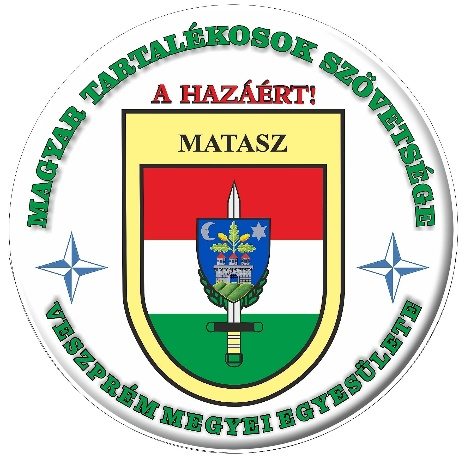 MAGYAR TARTALÉKOSOK SZÖVETSÉGE
A HAZÁÉRT!
MATASZ
VESZPRÉM MEGYEI EGYESÜLETE